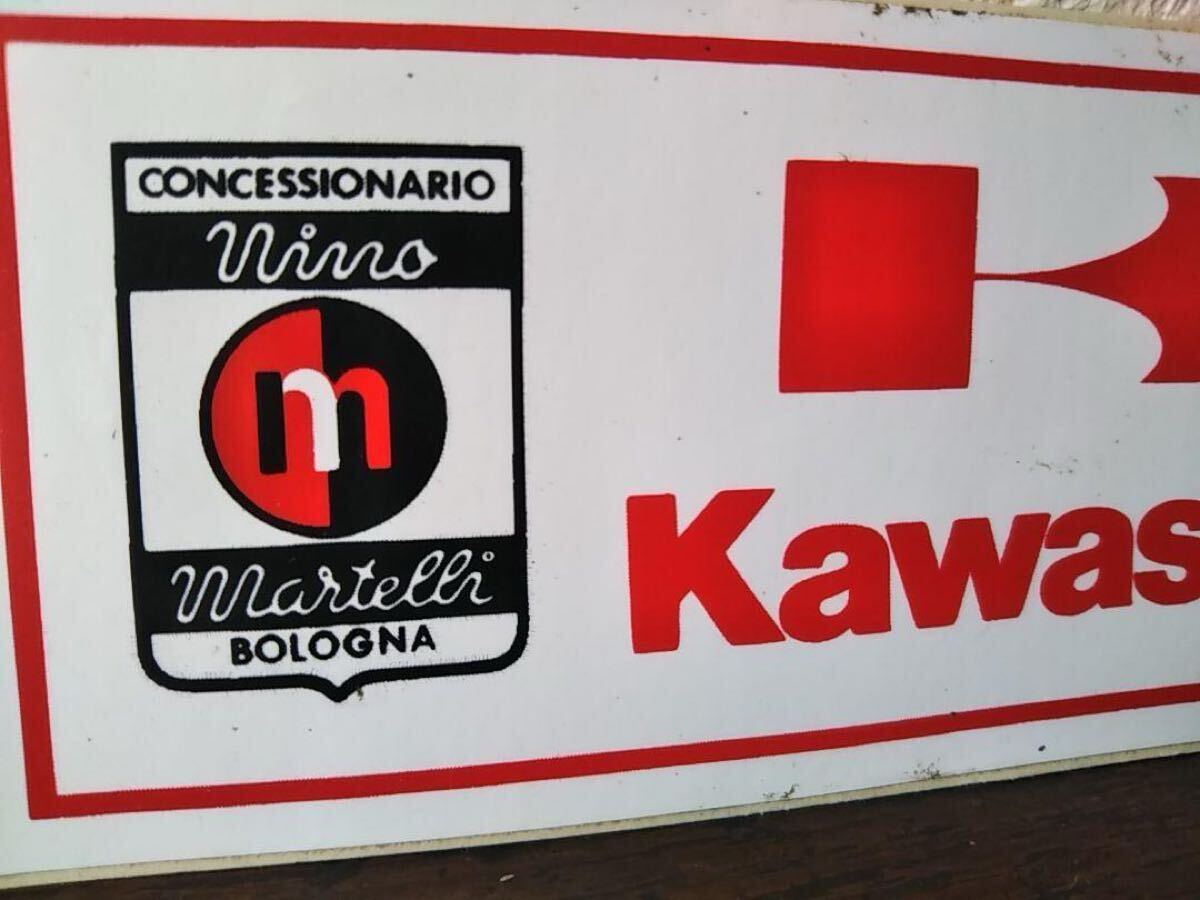 CONCESSIONARIO
Nino
m
Martelli
BOLOGNA
K
Kawas